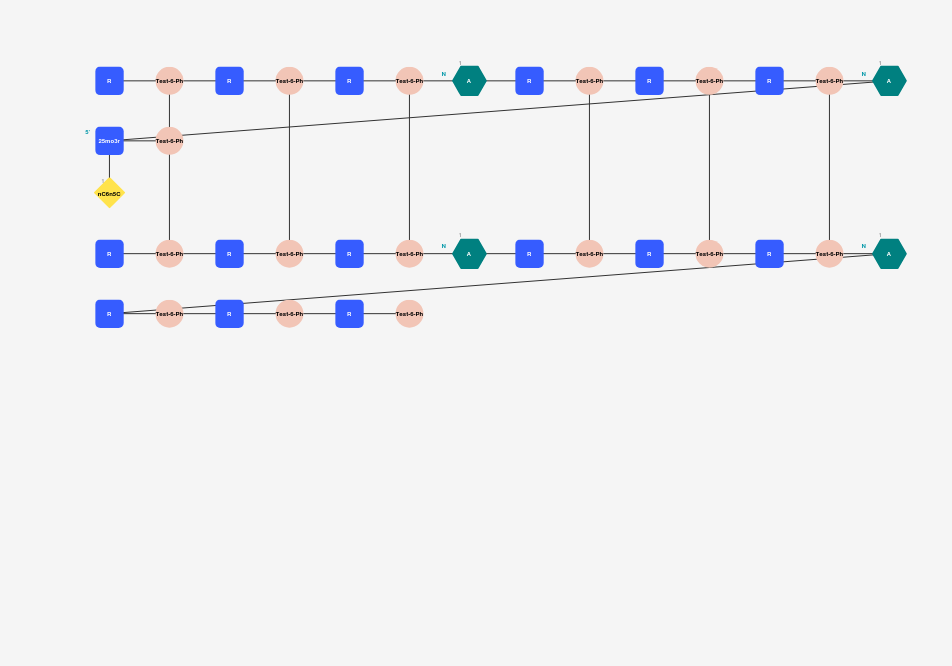 R Test-6-Ph R Test-6-Ph R Test-6-Ph N 1 A R Test-6-Ph R Test-6-Ph R Test-6-Ph N 1 A
5' 25mo3r Test-6-Ph
1
nC6n5C
R Test-6-Ph R Test-6-Ph R Test-6-Ph N 1 A R Test-6-Ph R Test-6-Ph R Test-6-Ph N 1 A
R Test-6-Ph R Test-6-Ph R Test-6-Ph